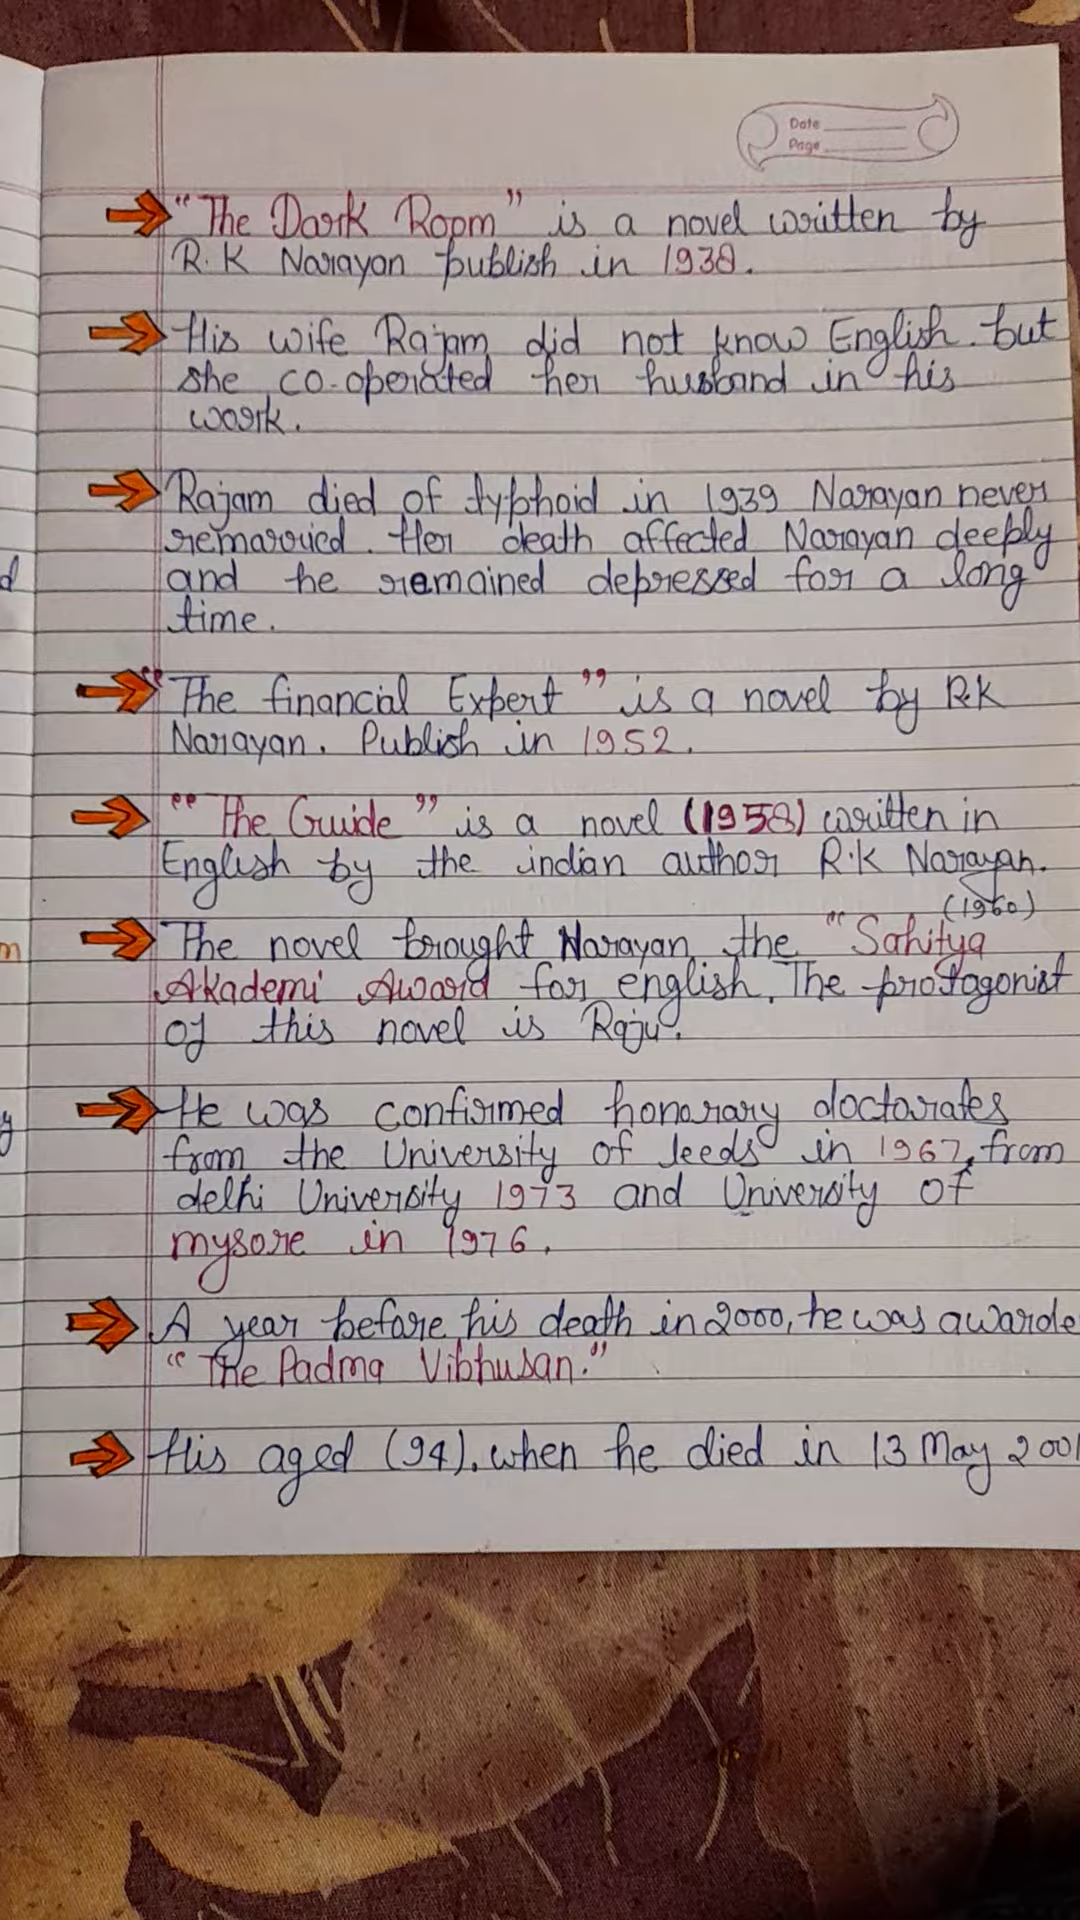 Date
Page
"The Dark Room" is a novel written by
R.K Narayan publish in 1938.
His wife Rajam did not know English. but
she co-operated her husband in his
work.
Rajam died of typhoid in 1939 Narayan never
remarried. Her death affected Narayan deeply
and he remained depressed for a long
time.
"The financial Expert" is a novel by R.K
Narayan. Publish in 1952.
"The Guide" is a novel (1958) written in
English by the indian author R.K Narayan.
(1960)
The novel brought Narayan the "Sahitya
Akademi Award for english. The protagonist
of this novel is Raju.
He was confirmed honorary doctorates
from the University of leeds in 1967, from
delhi University 1973 and University of
mysore in 1976.
A year before his death in 2000, he was awarde
"The Padma Vibhusan."
His aged (94). when he died in 13 May 2001
d
m
y